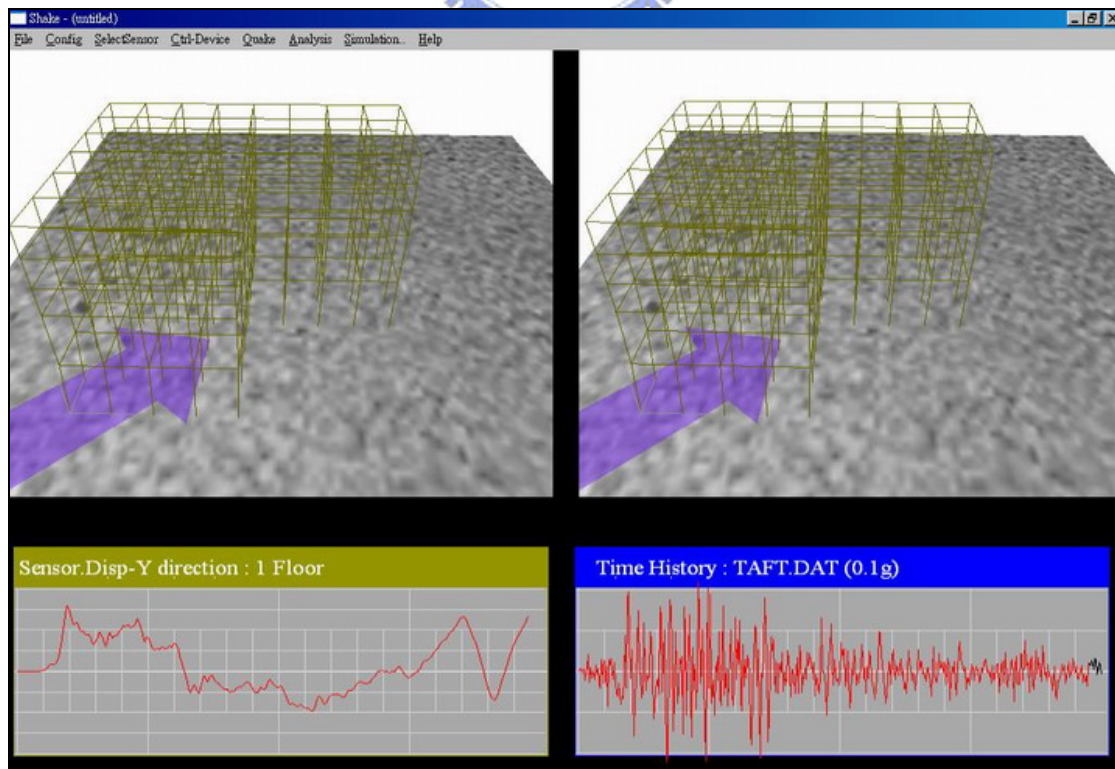 Shake - (untitled)
File Config SelectSensor Ctrl-Device Quake Analysis Simulation.. Help
Sensor.Disp-Y direction : 1 Floor
Time History : TAFT.DAT (0.1g)